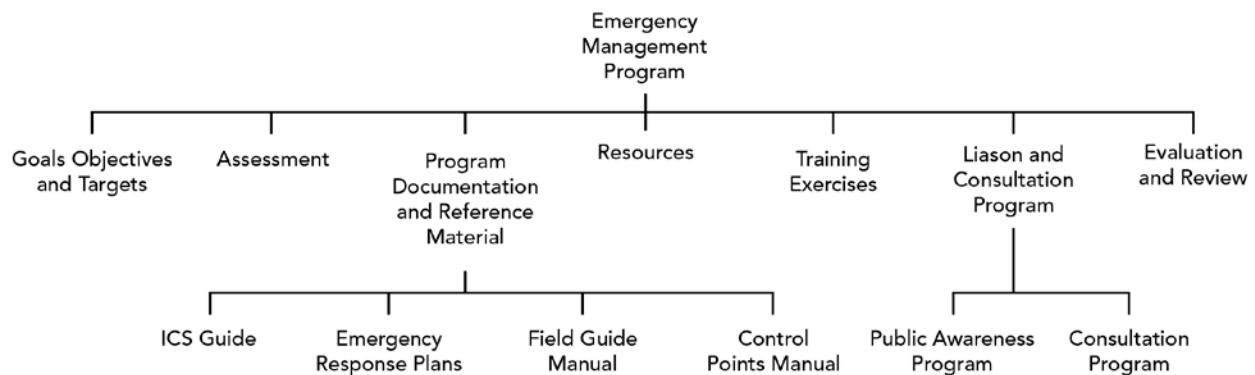 Emergency
Management
Program
Goals Objectives
and Targets
Assessment
Program
Documentation
and Reference
Material
Resources
Training
Exercises
Liason and
Consultation
Program
Evaluation
and Review
ICS Guide
Emergency
Response Plans
Field Guide
Manual
Control
Points Manual
Public Awareness
Program
Consultation
Program